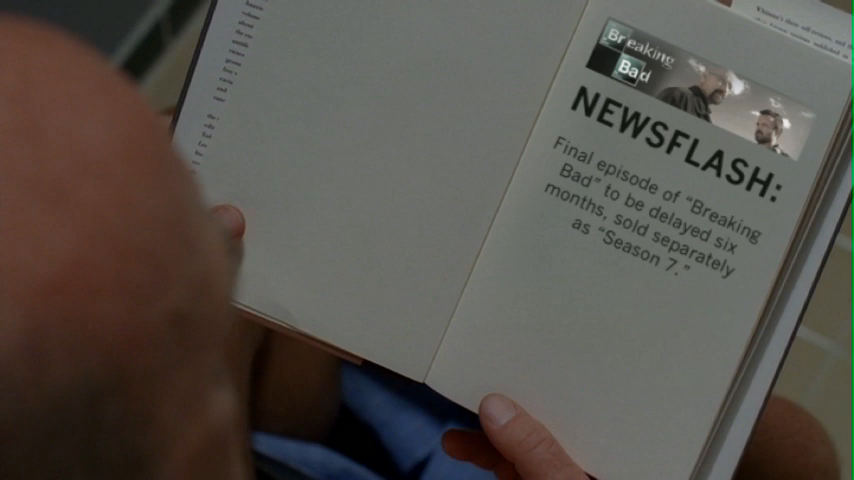 Breaking
Bad
NEWSFLASH:
Final episode of “Breaking
Bad” to be delayed six
months, sold separately
as “Season 7.”